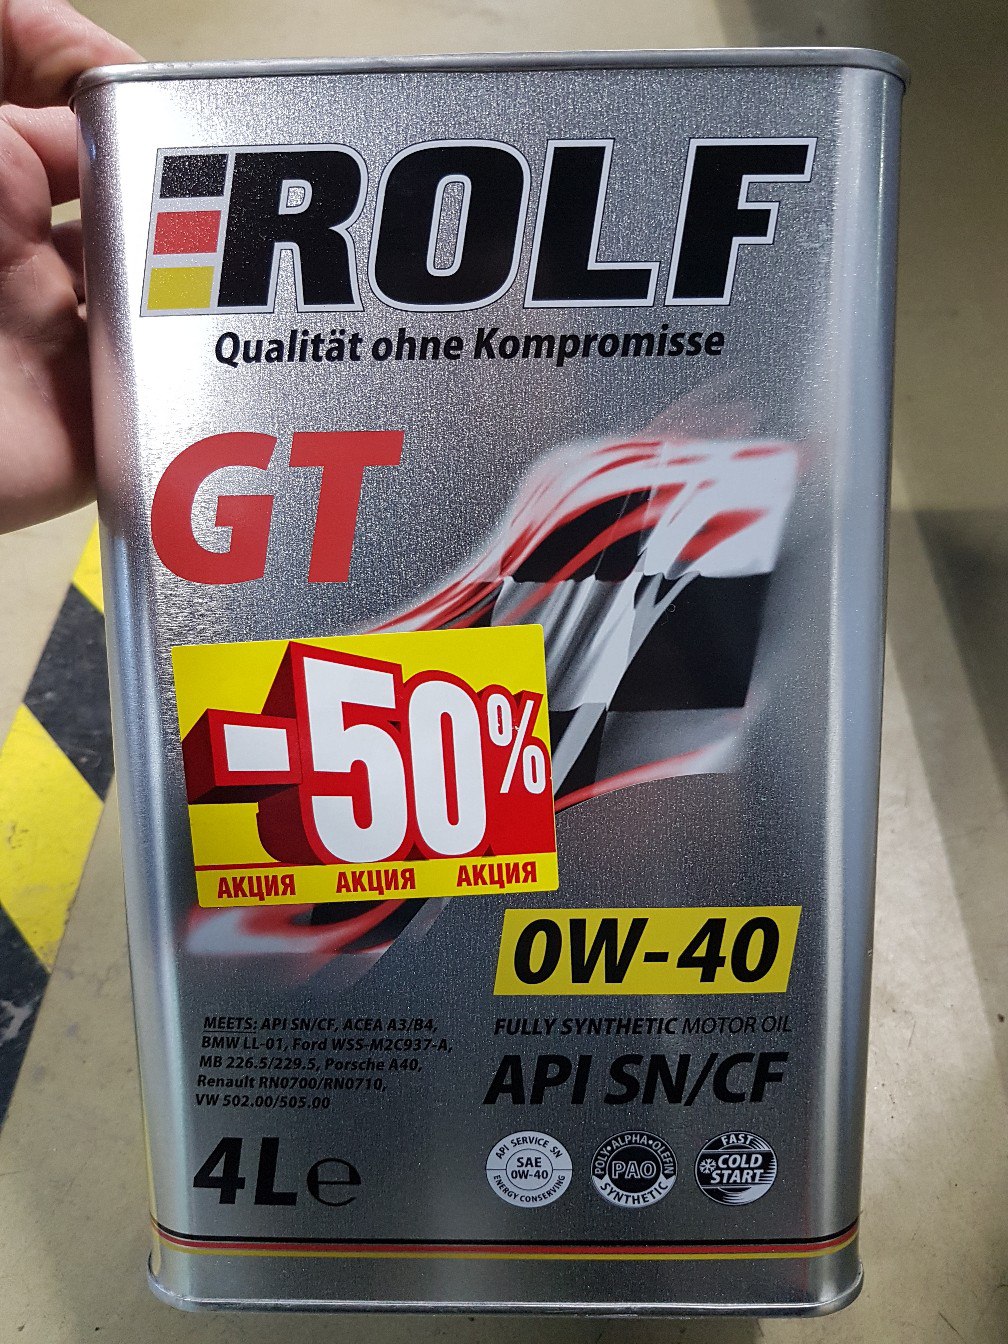 ROLF
Qualität ohne Kompromisse
GT
-50%
АКЦИЯ АКЦИЯ АКЦИЯ
0W-40
FULLY SYNTHETIC MOTOR OIL
API SN/CF
MEETS: API SN/CF, ACEA A3/B4,
BMW LL-01, Ford WSS-M2C937-A,
MB 226.5/229.5, Porsche A40,
Renault RN0700/RN0710,
VW 502.00/505.00
4L℮
API SERVICE SN
SAE
0W-40
ENERGY CONSERVING
POLY•ALPHA•OLEFIN
PAO
SYNTHETIC
FAST
COLD
START